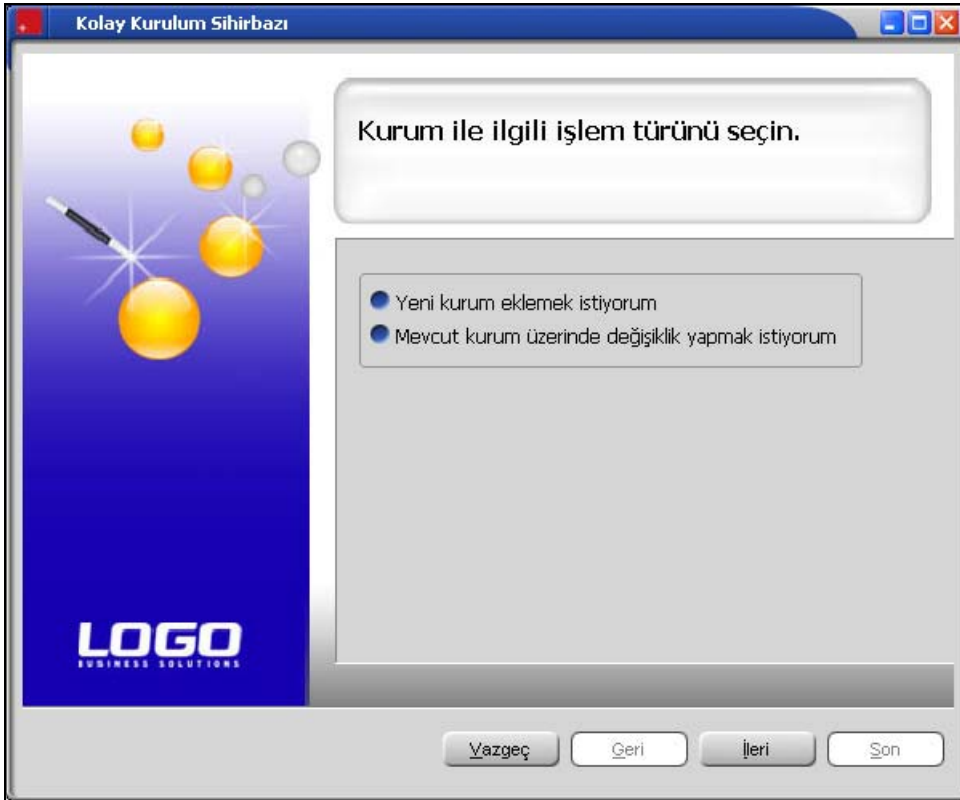 Kolay Kurulum Sihirbazı
Kurum ile ilgili işlem türünü seçin.
Yeni kurum eklemek istiyorum
Mevcut kurum üzerinde değişiklik yapmak istiyorum
LOGO
BUSINESS SOLUTIONS
Vazgeç Geri İleri Son